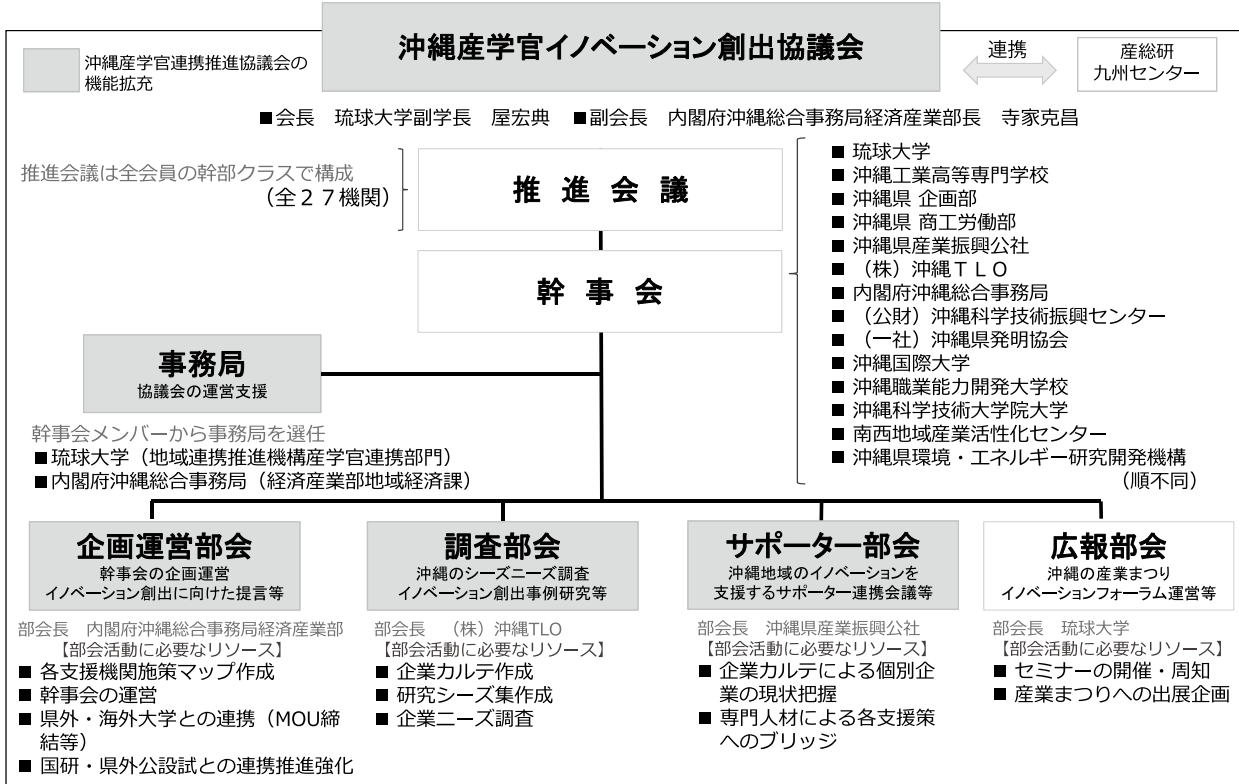 沖縄産学官イノベーション創出協議会
沖縄産学官連携推進協議会の
機能拡充
連携
産総研
九州センター
■会長　琉球大学副学長　屋宏典　■副会長　内閣府沖縄総合事務局経済産業部長　寺家克昌
推進会議は全会員の幹部クラスで構成
（全２７機関）
推 進 会 議
幹 事 会
■ 琉球大学
■ 沖縄工業高等専門学校
■ 沖縄県 企画部
■ 沖縄県 商工労働部
■ 沖縄県産業振興公社
■ （株）沖縄ＴＬＯ
■ 内閣府沖縄総合事務局
■ （公財）沖縄科学技術振興センター
■ （一社）沖縄県発明協会
■ 沖縄国際大学
■ 沖縄職業能力開発大学校
■ 沖縄科学技術大学院大学
■ 南西地域産業活性化センター
■ 沖縄県環境・エネルギー研究開発機構
（順不同）
事務局
協議会の運営支援
幹事会メンバーから事務局を選任
■琉球大学（地域連携推進機構産学官連携部門）
■内閣府沖縄総合事務局（経済産業部地域経済課）
企画運営部会
幹事会の企画運営
イノベーション創出に向けた提言等
部会長　内閣府沖縄総合事務局経済産業部
【部会活動に必要なリソース】
■ 各支援機関施策マップ作成
■ 幹事会の運営
■ 県外・海外大学との連携（MOU締
結等）
■ 国研・県外公設試との連携推進強化
調査部会
沖縄のシーズニーズ調査
イノベーション創出事例研究等
部会長　（株）沖縄TLO
【部会活動に必要なリソース】
■ 企業カルテ作成
■ 研究シーズ集作成
■ 企業ニーズ調査
サポーター部会
沖縄地域のイノベーションを
支援するサポーター連携会議等
部会長　沖縄県産業振興公社
【部会活動に必要なリソース】
■ 企業カルテによる個別企
業の現状把握
■ 専門人材による各支援策
へのブリッジ
広報部会
沖縄の産業まつり
イノベーションフォーラム運営等
部会長　琉球大学
【部会活動に必要なリソース】
■ セミナーの開催・周知
■ 産業まつりへの出展企画